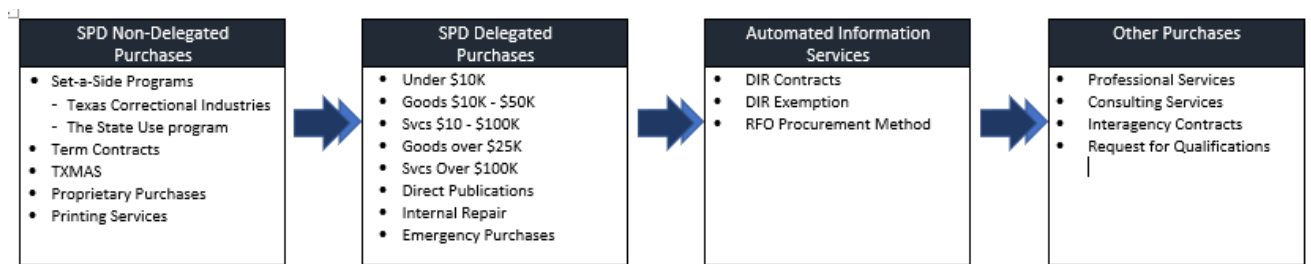 SPD Non-Delegated
Purchases
• Set-a-Side Programs
- Texas Correctional Industries
- The State Use program
• Term Contracts
• TXMAS
• Proprietary Purchases
• Printing Services
SPD Delegated
Purchases
• Under $10K
• Goods $10K - $50K
• Svcs $10 - $100K
• Goods over $25K
• Svcs Over $100K
• Direct Publications
• Internal Repair
• Emergency Purchases
Automated Information
Services
• DIR Contracts
• DIR Exemption
• RFO Procurement Method
Other Purchases
• Professional Services
• Consulting Services
• Interagency Contracts
• Request for Qualifications